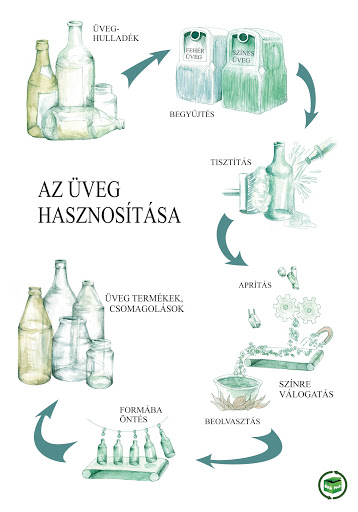 ÜVEG-
HULLADÉK
FEHÉR
ÜVEG
SZÍNES
ÜVEG
BEGYŰJTÉS
TISZTÍTÁS
AZ ÜVEG
HASZNOSÍTÁSA
APRÍTÁS
ÜVEG TERMÉKEK,
CSOMAGOLÁSOK
SZÍNRE
VÁLOGATÁS
FORMÁBA
ÖNTÉS
BEOLVASZTÁS